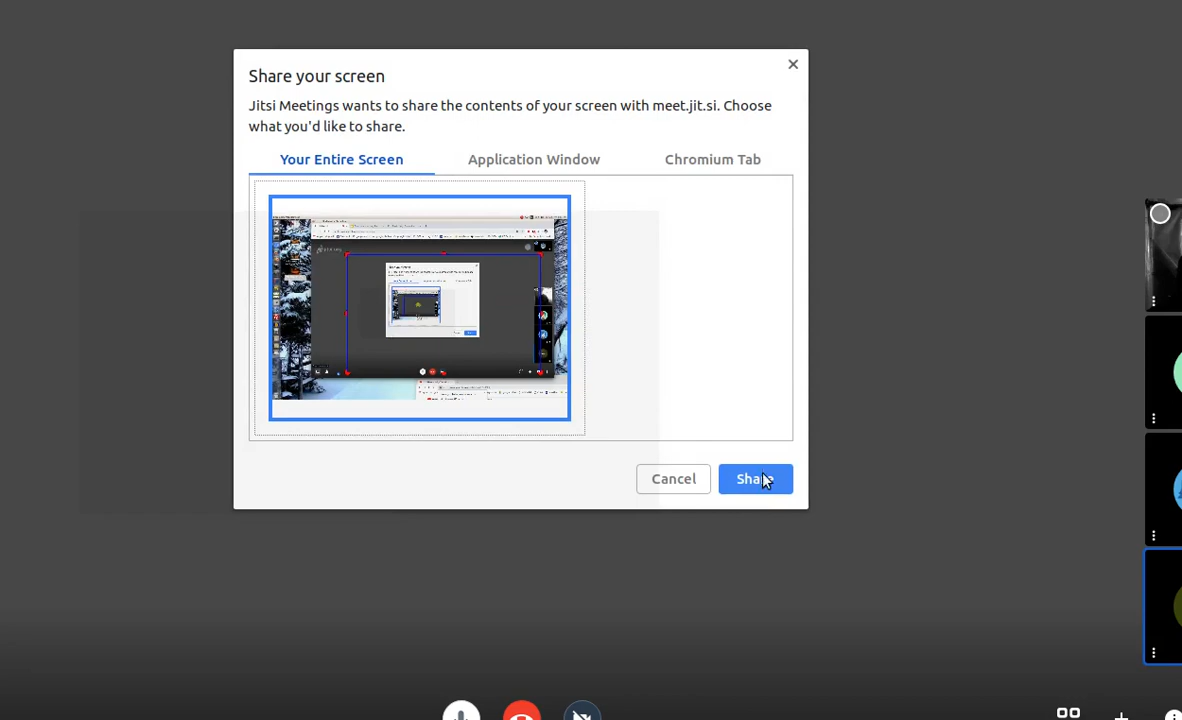 Share your screen
Jitsi Meetings wants to share the contents of your screen with meet.jit.si. Choose
what you'd like to share.
Your Entire Screen
Application Window
Chromium Tab
Cancel
Share